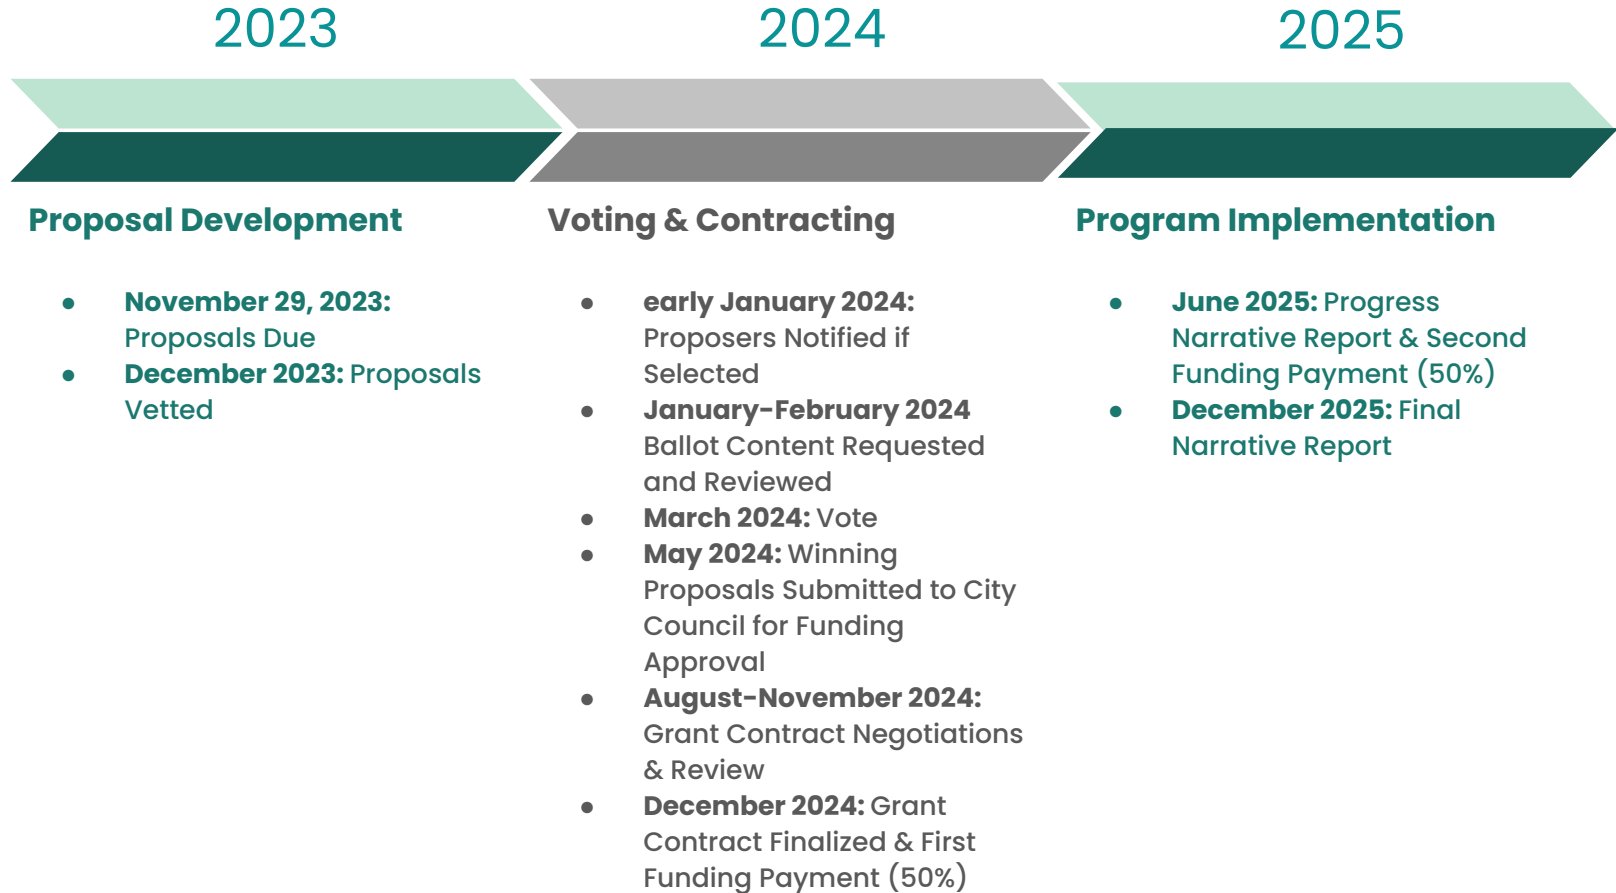 2023
2024
2025
Proposal Development
● November 29, 2023:
Proposals Due
● December 2023: Proposals
Vetted
Voting & Contracting
● early January 2024:
Proposers Notified if
Selected
● January-February 2024
Ballot Content Requested
and Reviewed
● March 2024: Vote
● May 2024: Winning
Proposals Submitted to City
Council for Funding
Approval
● August-November 2024:
Grant Contract Negotiations
& Review
● December 2024: Grant
Contract Finalized & First
Funding Payment (50%)
Program Implementation
● June 2025: Progress
Narrative Report & Second
Funding Payment (50%)
● December 2025: Final
Narrative Report